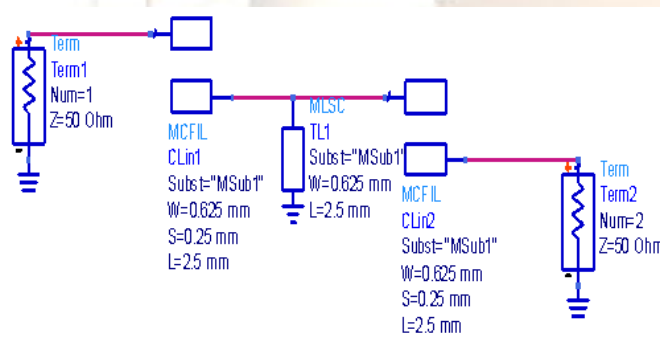 Term
Term1
Num=1
Z=50 Ohm
MCFIL
CLin1
Subst="MSub1"
W=0.625 mm
S=0.25 mm
L=2.5 mm
MLSC
TL1
Subst="MSub1"
W=0.625 mm
L=2.5 mm
MCFIL
CLin2
Subst="MSub1"
W=0.625 mm
S=0.25 mm
L=2.5 mm
Term
Term2
Num=2
Z=50 Ohm